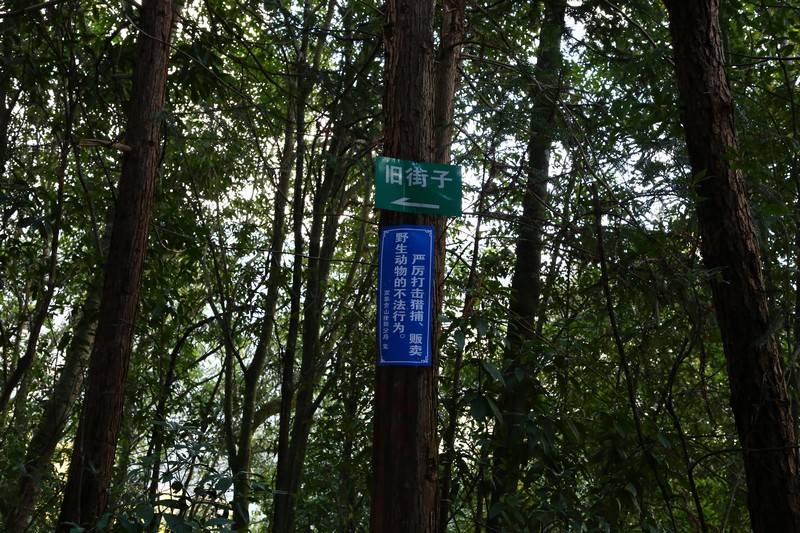 旧街子
严厉打击猎捕、贩卖
野生动物的不法行为。